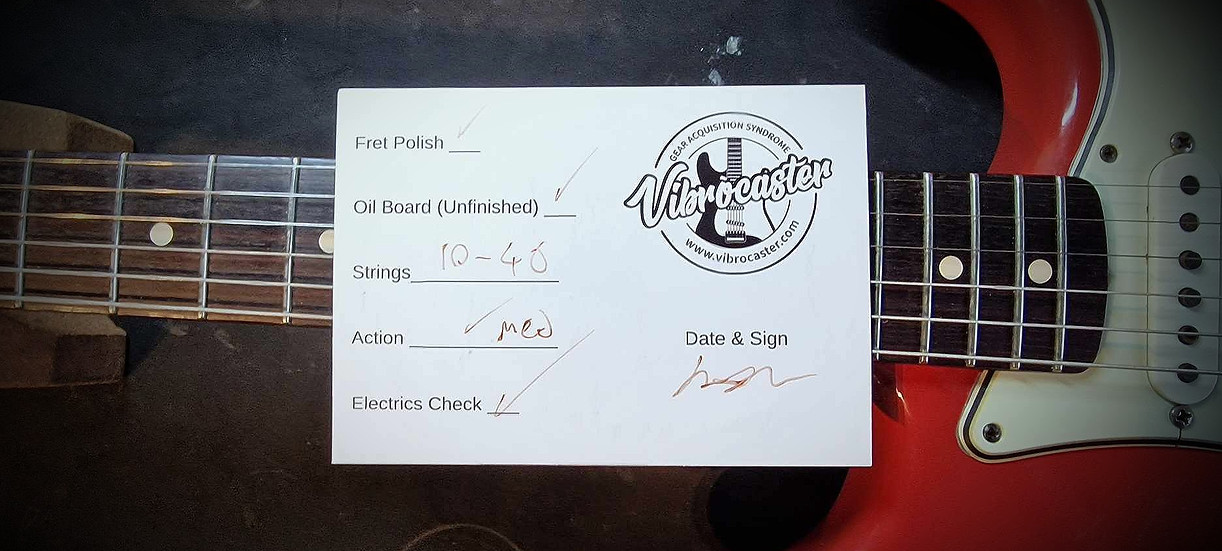 Fret Polish ✓
Oil Board (Unfinished) ✓
Strings 10-46
Action ✓ MED
Electrics Check ✓
GEAR ACQUISITION SYNDROME
Vibrocaster
www.vibrocaster.com
Date & Sign